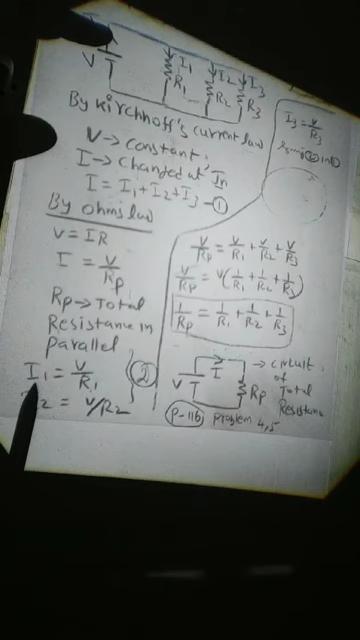 I
V
I1
R1
I2
R2
I3
R3
By Kirchhoff's current law
V → constant.
I → Changed at In
I = I1 + I2 + I3 - ①
By ohms law
V = IR
I = V/Rp
Rp → Total
Resistance in
parallel
I1 = V/R1
2 = V/R2
②
I3 = V/R3
V/Rp = V/R1 + V/R2 + V/R3
V/Rp = V(1/R1 + 1/R2 + 1/R3)
1/Rp = 1/R1 + 1/R2 + 1/R3
V
I
Rp
→ circuit
of
Total
Resistance
P-116 problem 4,5